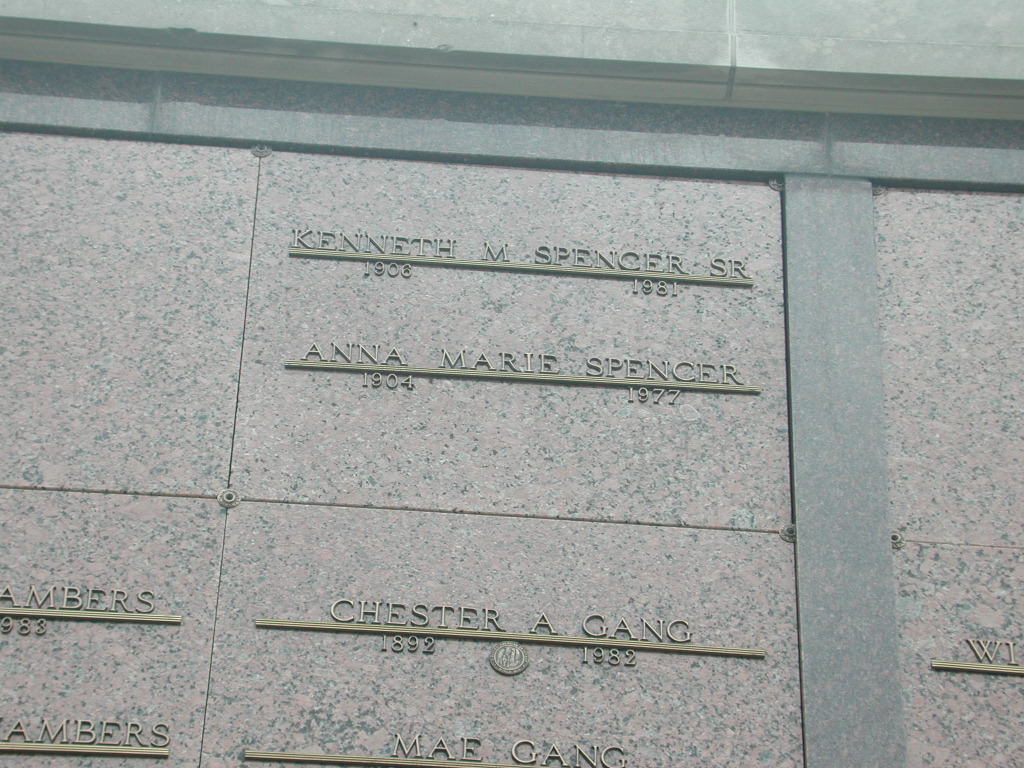 KENNETH M SPENCER SR
1906 1981
ANNA MARIE SPENCER
1904 1977
AMBERS
983
CHESTER A GANG
1892 1982
WI
AMBERS
MAE GANG